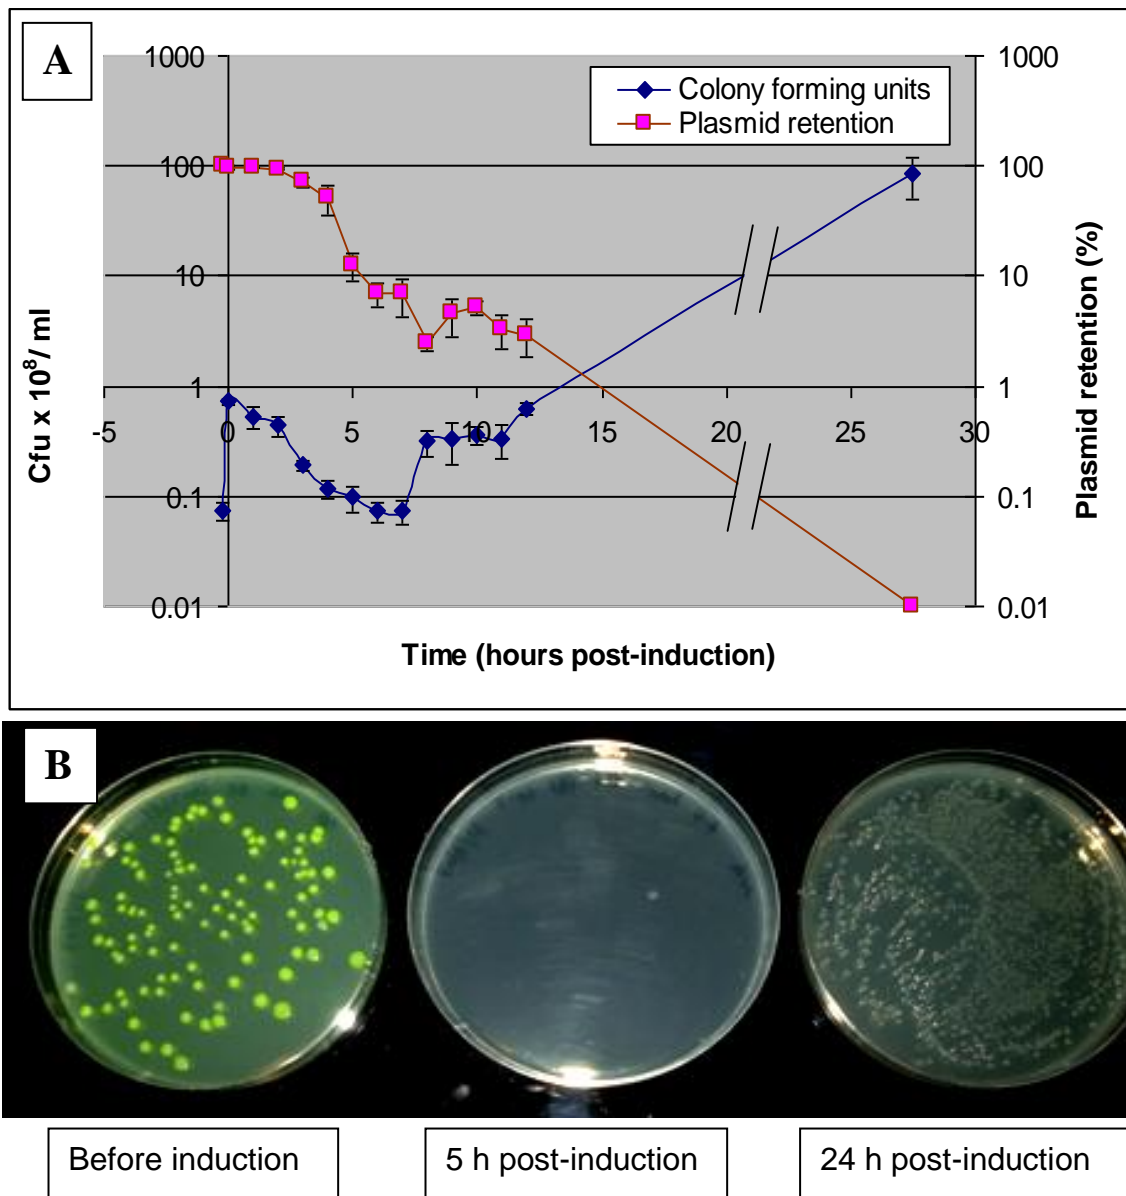 A
Colony forming units
Plasmid retention
1000
100
10
1
0.1
0.01
Cfu x 10⁸/ ml
-5
0
5
10
15
20
25
30
1000
100
10
1
0.1
0.01
Plasmid retention (%)
Time (hours post-induction)
B
Before induction
5 h post-induction
24 h post-induction